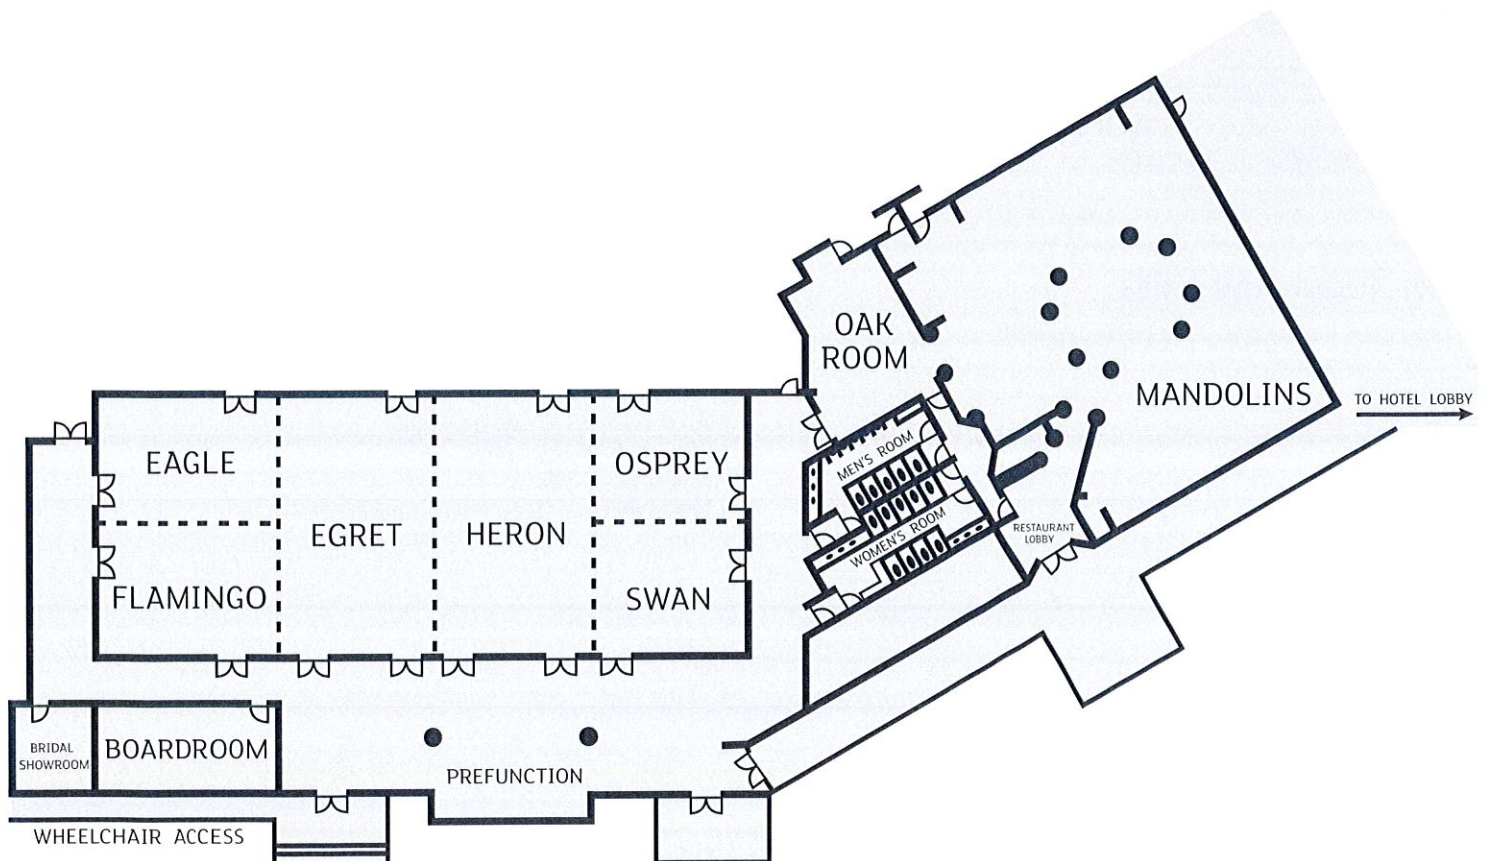 OAK
ROOM
MANDOLINS
TO HOTEL LOBBY
EAGLE
OSPREY
MEN'S ROOM
EGRET
HERON
WOMEN'S ROOM
RESTAURANT
LOBBY
FLAMINGO
SWAN
BRIDAL
SHOWROOM
BOARDROOM
PREFUNCTION
WHEELCHAIR ACCESS